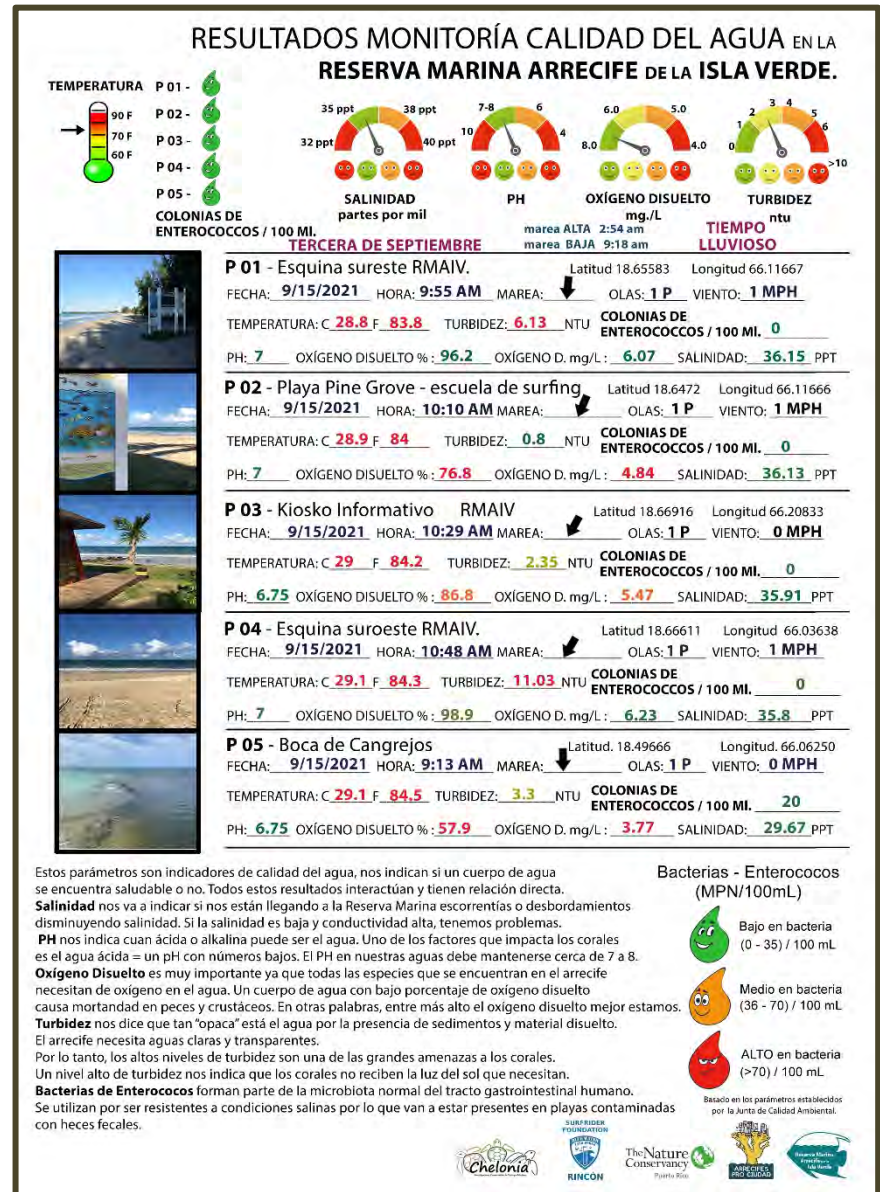 RESULTADOS MONITORÍA CALIDAD DEL AGUA EN LA
RESERVA MARINA ARRECIFE DE LA ISLA VERDE.
TEMPERATURA
90 F
70 F
60 F
P 01 -
P 02 -
P 03 -
P 04 -
P 05 -
COLONIAS DE
ENTEROCOCOS / 100 Ml.
35 ppt 38 ppt
32 ppt 40 ppt
SALINIDAD
partes por mil
7-8 6
10 4
PH
6.0 5.0
8.0 4.0
OXÍGENO DISUELTO
mg./L
0 1 2 3 4 5 6 >10
TURBIDEZ
ntu
TERCERA DE SEPTIEMBRE
marea ALTA 2:54 am
marea BAJA 9:18 am
TIEMPO
LLUVIOSO
P 01 - Esquina sureste RMAIV. Latitud 18.65583 Longitud 66.11667
FECHA: 9/15/2021 HORA: 9:55 AM MAREA: OLAS: 1 P VIENTO: 1 MPH
TEMPERATURA: C 28.8 F 83.8 TURBIDEZ: 6.13 NTU COLONIAS DE
ENTEROCOCCOS / 100 Ml. 0
PH: 7 OXÍGENO DISUELTO % : 96.2 OXÍGENO D. mg/L : 6.07 SALINIDAD: 36.15 PPT
P 02 - Playa Pine Grove - escuela de surfing Latitud 18.6472 Longitud 66.11666
FECHA: 9/15/2021 HORA: 10:10 AM MAREA: OLAS: 1 P VIENTO: 1 MPH
TEMPERATURA: C 28.9 F 84 TURBIDEZ: 0.8 NTU COLONIAS DE
ENTEROCOCCOS / 100 Ml. 0
PH: 7 OXÍGENO DISUELTO % : 76.8 OXÍGENO D. mg/L : 4.84 SALINIDAD: 36.13 PPT
P 03 - Kiosko Informativo RMAIV Latitud 18.66916 Longitud 66.20833
FECHA: 9/15/2021 HORA: 10:29 AM MAREA: OLAS: 1 P VIENTO: 0 MPH
TEMPERATURA: C 29 F 84.2 TURBIDEZ: 2.35 NTU COLONIAS DE
ENTEROCOCCOS / 100 Ml. 0
PH: 6.75 OXÍGENO DISUELTO % : 86.8 OXÍGENO D. mg/L : 5.47 SALINIDAD: 35.91 PPT
P 04 - Esquina suroeste RMAIV. Latitud 18.66611 Longitud 66.03638
FECHA: 9/15/2021 HORA: 10:48 AM MAREA: OLAS: 1 P VIENTO: 1 MPH
TEMPERATURA: C 29.1 F 84.3 TURBIDEZ: 11.03 NTU COLONIAS DE
ENTEROCOCCOS / 100 Ml. 0
PH: 7 OXÍGENO DISUELTO % : 98.9 OXÍGENO D. mg/L : 6.23 SALINIDAD: 35.8 PPT
P 05 - Boca de Cangrejos Latitud. 18.49666 Longitud. 66.06250
FECHA: 9/15/2021 HORA: 9:13 AM MAREA: OLAS: 1 P VIENTO: 0 MPH
TEMPERATURA: C 29.1 F 84.5 TURBIDEZ: 3.3 NTU COLONIAS DE
ENTEROCOCCOS / 100 Ml. 20
PH: 6.75 OXÍGENO DISUELTO % : 57.9 OXÍGENO D. mg/L : 3.77 SALINIDAD: 29.67 PPT
Estos parámetros son indicadores de calidad del agua, nos indican si un cuerpo de agua
se encuentra saludable o no. Todos estos resultados interactúan y tienen relación directa.
Salinidad nos va a indicar si nos están llegando a la Reserva Marina escorrentías o desbordamientos
disminuyendo salinidad. Si la salinidad es baja y conductividad alta, tenemos problemas.
PH nos indica cuan ácida o alkalina puede ser el agua. Uno de los factores que impacta los corales
es el agua ácida = un pH con números bajos. El PH en nuestras aguas debe mantenerse cerca de 7 a 8.
Oxígeno Disuelto es muy importante ya que todas las especies que se encuentran en el arrecife
necesitan de oxígeno en el agua. Un cuerpo de agua con bajo porcentaje de oxígeno disuelto
causa mortandad en peces y crustáceos. En otras palabras, entre más alto el oxígeno disuelto mejor estamos.
Turbidez nos dice que tan "opaca" está el agua por la presencia de sedimentos y material disuelto.
El arrecife necesita aguas claras y transparentes.
Por lo tanto, los altos niveles de turbidez son una de las grandes amenazas a los corales.
Un nivel alto de turbidez nos indica que los corales no reciben la luz del sol que necesitan.
Bacterias de Enterococos forman parte de la microbiota normal del tracto gastrointestinal humano.
Se utilizan por ser resistentes a condiciones salinas por lo que van a estar presentes en playas contaminadas
con heces fecales.
Bacterias - Enterococos
(MPN/100mL)
Bajo en bacteria
(0 - 35) / 100 mL
Medio en bacteria
(36 - 70) / 100 mL
ALTO en bacteria
(>70) / 100 mL
Basado en los parámetros establecidos
por la Junta de Calidad Ambiental.
Chelonia
SURFRIDER
FOUNDATION
RINCÓN
The Nature
Conservancy
Puerto Rico
ARRECIFES
PRO CIUDAD
Reserva Marina
Arrecife
Isla Verde